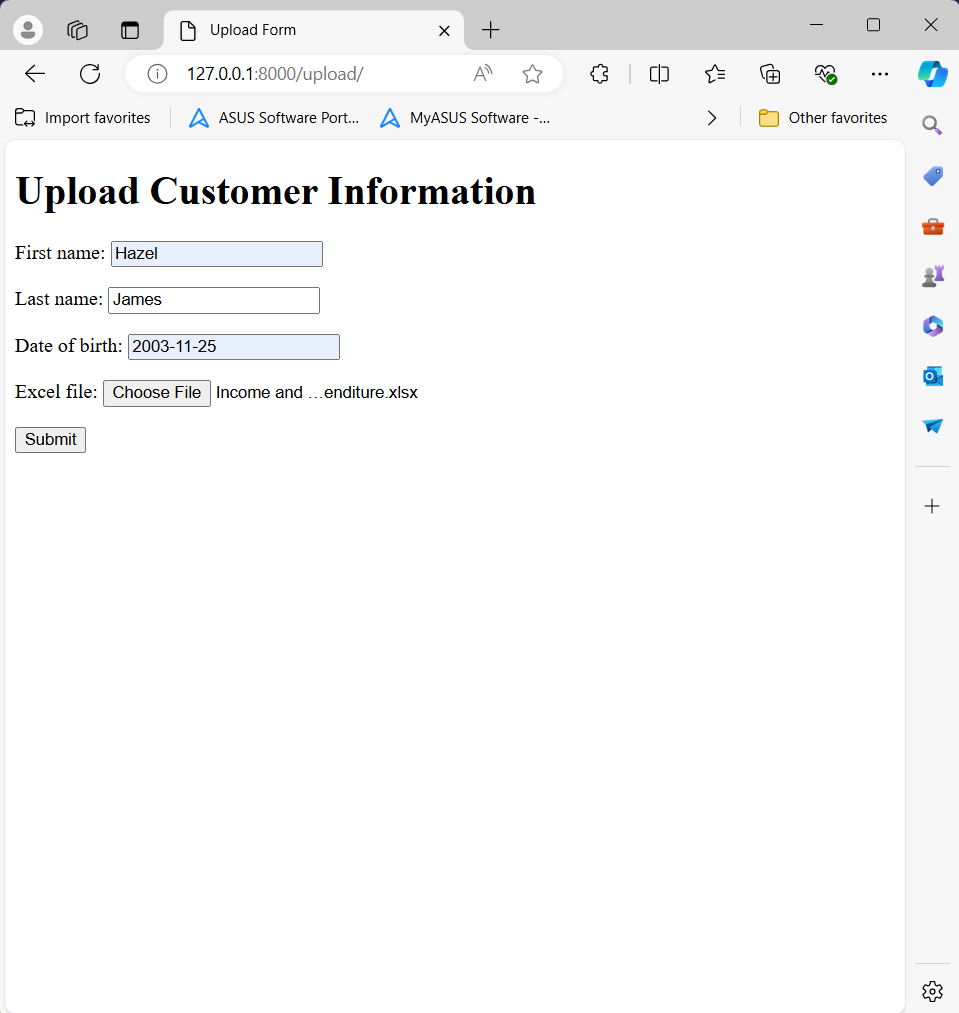 Upload Form
127.0.0.1:8000/upload/
Import favorites
ASUS Software Port...
MyASUS Software -...
Other favorites
Upload Customer Information
First name: Hazel
Last name: James
Date of birth: 2003-11-25
Excel file: Choose File Income and …enditure.xlsx
Submit